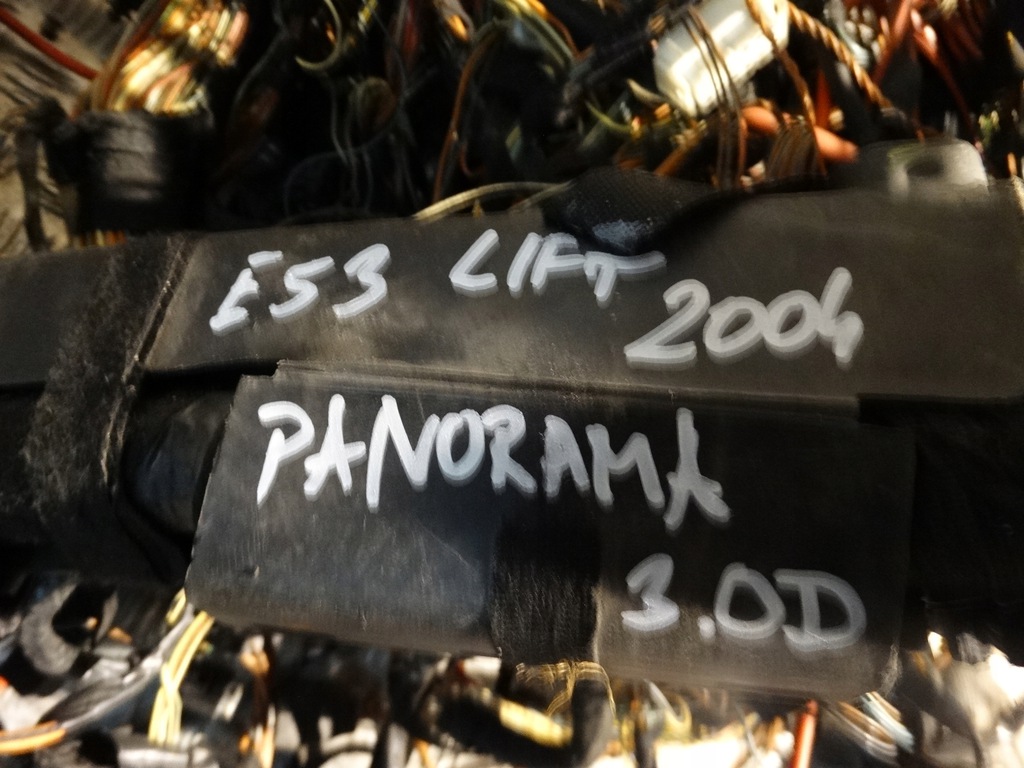 E53 LIFT
2004
PANORAMA
3.0D